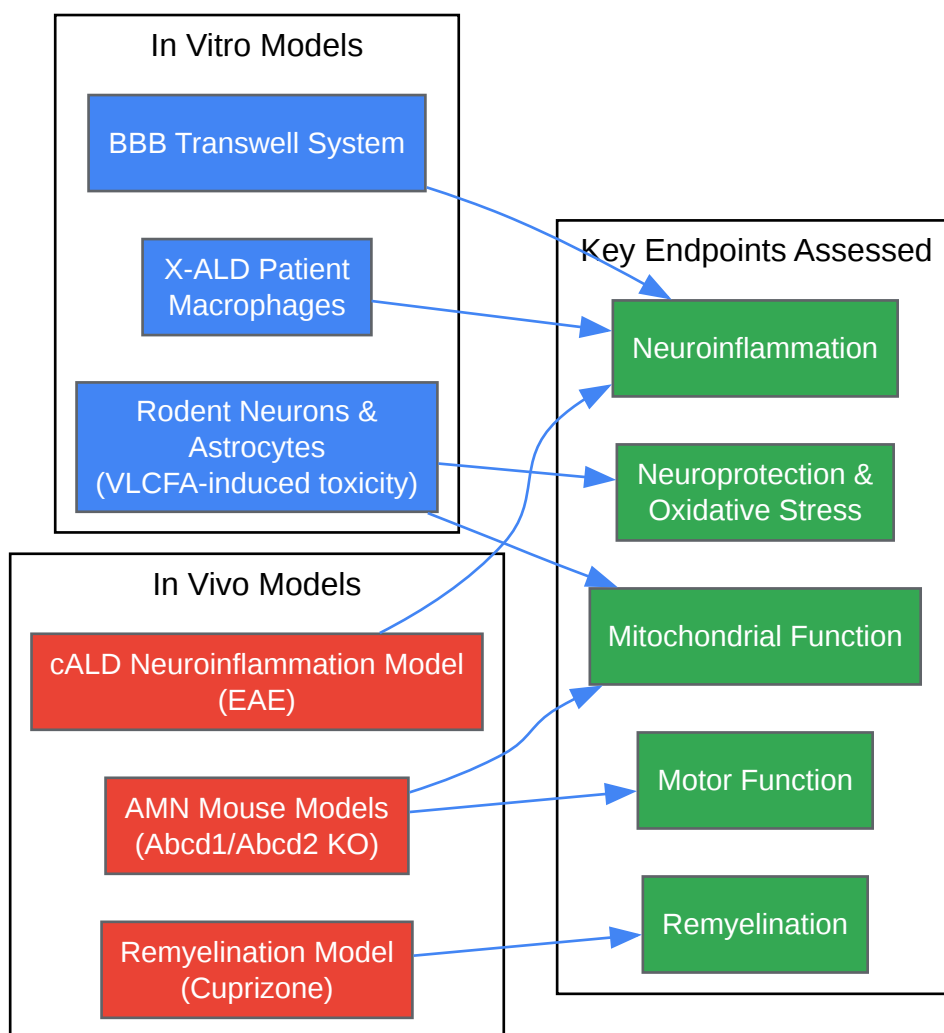 In Vitro Models
BBB Transwell System
X-ALD Patient
Macrophages
Rodent Neurons &
Astrocytes
(VLCFA-induced toxicity)
In Vivo Models
cALD Neuroinflammation Model
(EAE)
AMN Mouse Models
(Abcd1/Abcd2 KO)
Remyelination Model
(Cuprizone)
Key Endpoints Assessed
Neuroinflammation
Neuroprotection &
Oxidative Stress
Mitochondrial Function
Motor Function
Remyelination